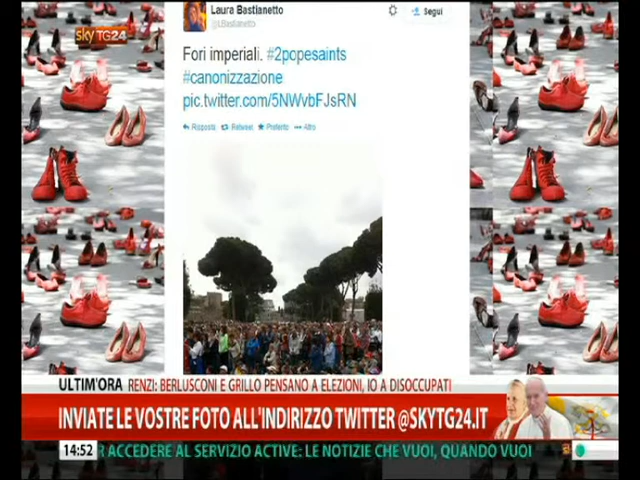 sky TG24
Laura Bastianetto
@LBastianetto
Segui
Fori imperiali. #2popesaints
#canonizzazione
pic.twitter.com/5NWvbFJsRN
Rispondi Retweet Preferito Altro
ULTIM'ORA RENZI: BERLUSCONI E GRILLO PENSANO A ELEZIONI, IO A DISOCCUPATI
INVIATE LE VOSTRE FOTO ALL'INDIRIZZO TWITTER @SKYTG24.IT
14:52 R ACCEDERE AL SERVIZIO ACTIVE: LE NOTIZIE CHE VUOI, QUANDO VUOI